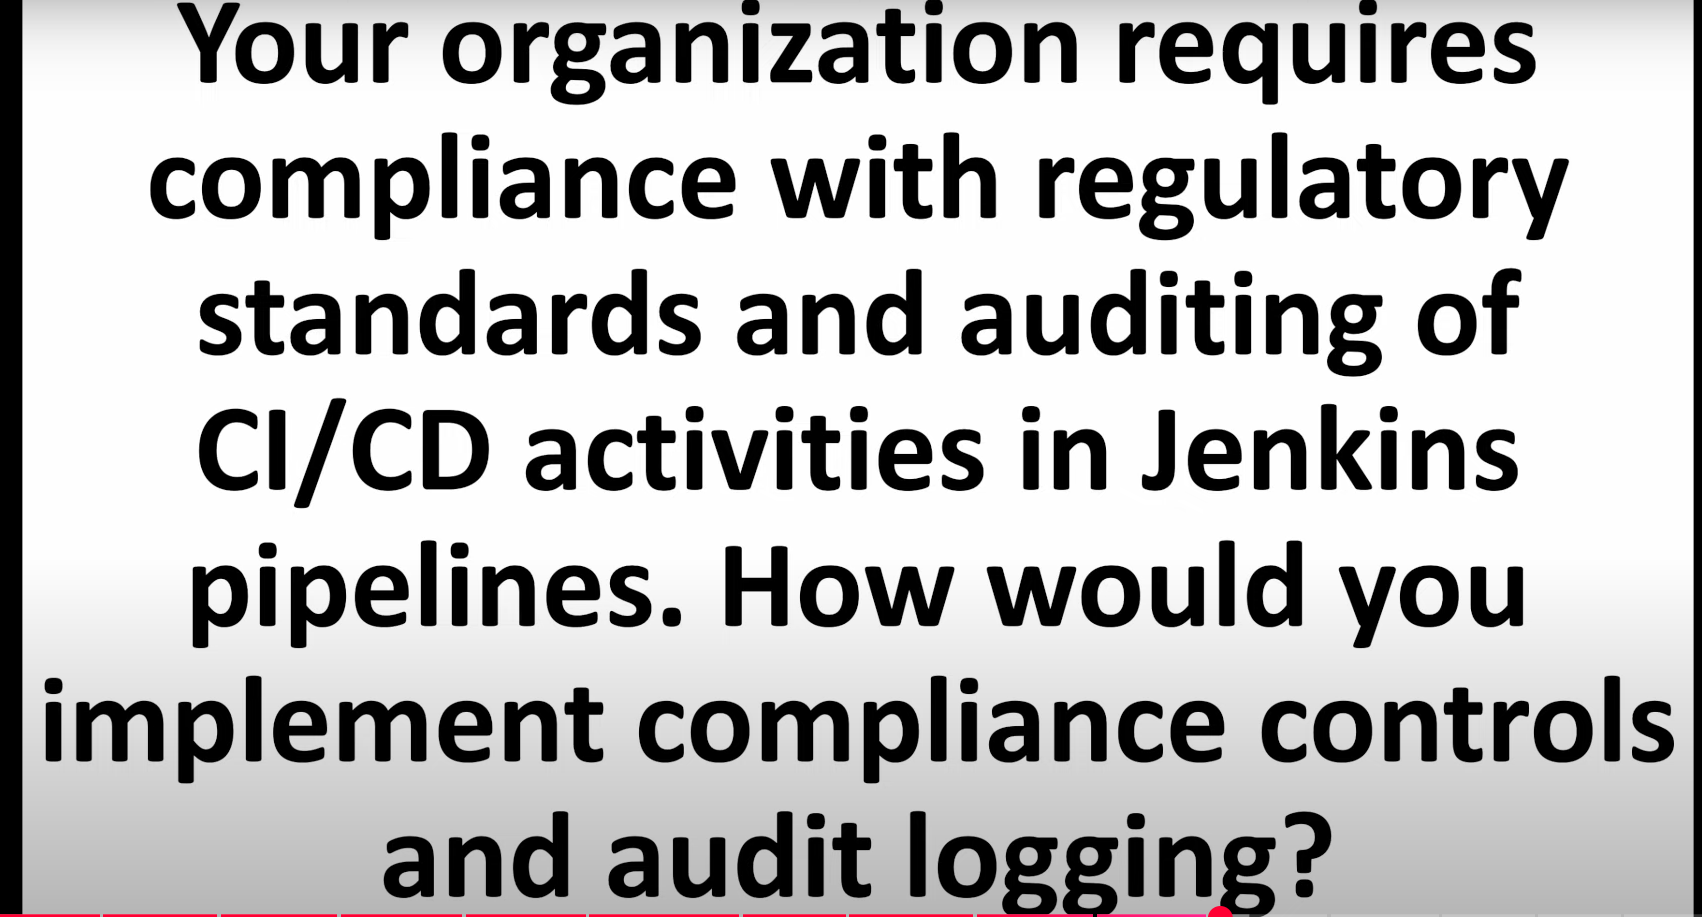 Your organization requires
compliance with regulatory
standards and auditing of
CI/CD activities in Jenkins
pipelines. How would you
implement compliance controls
and audit logging?